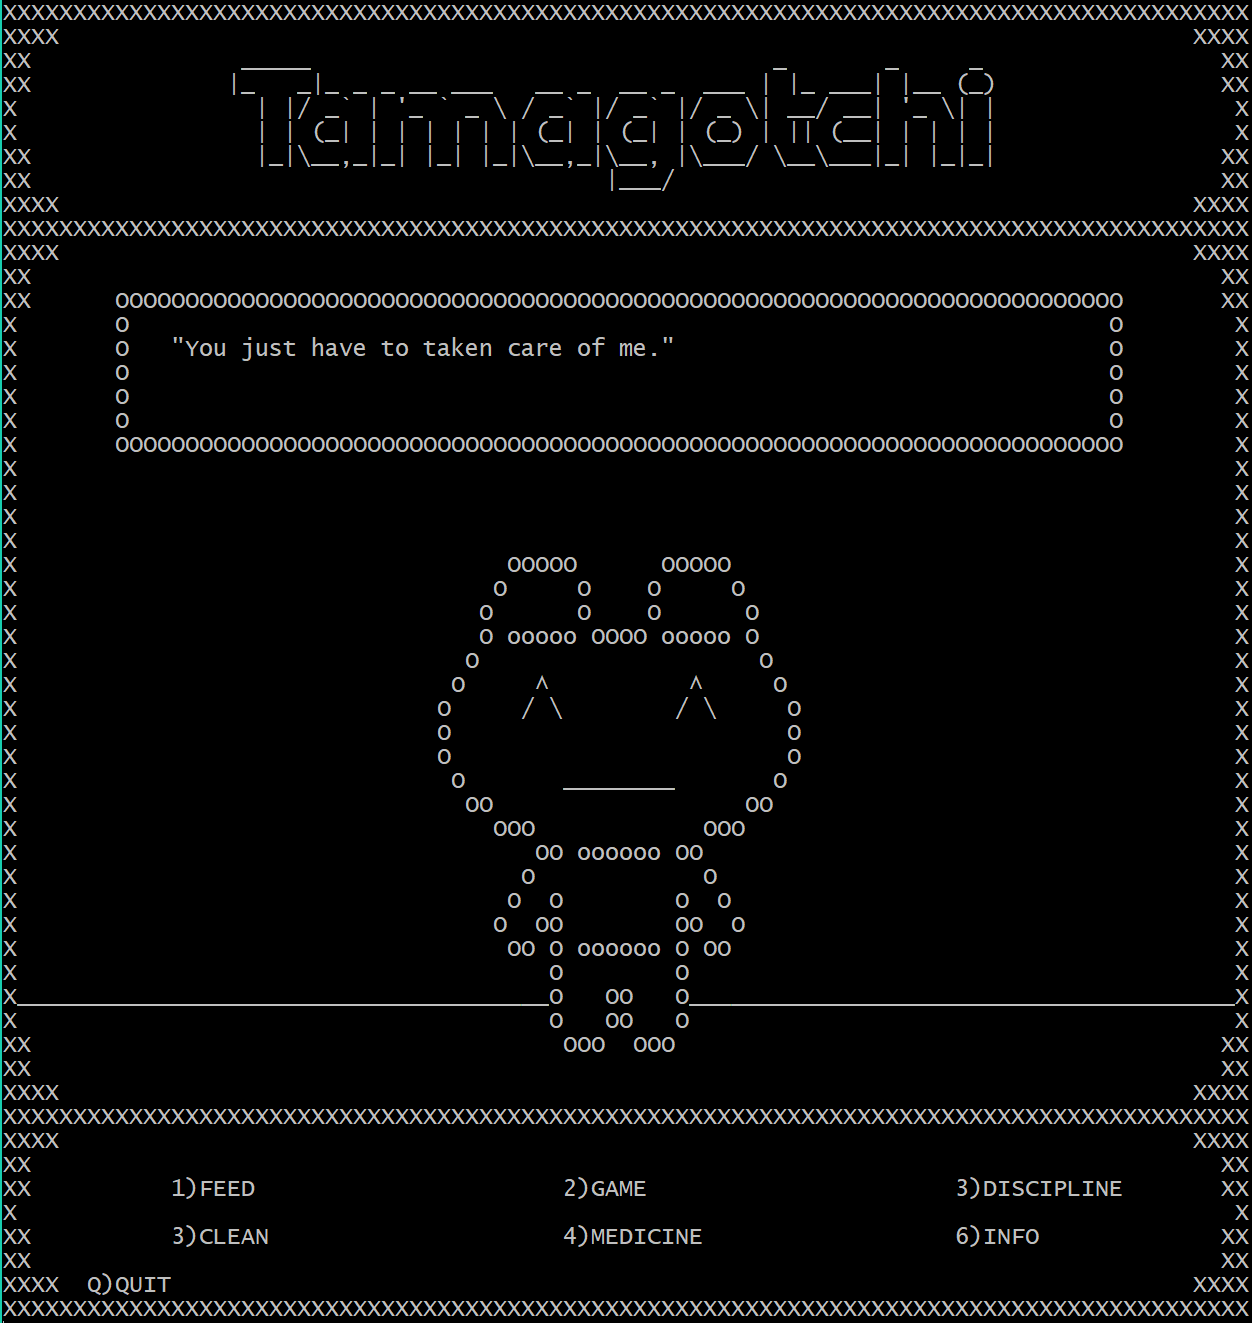 Tamagotchi
"You just have to taken care of me."
1)FEED 2)GAME 3)DISCIPLINE
3)CLEAN 4)MEDICINE 6)INFO
Q)QUIT